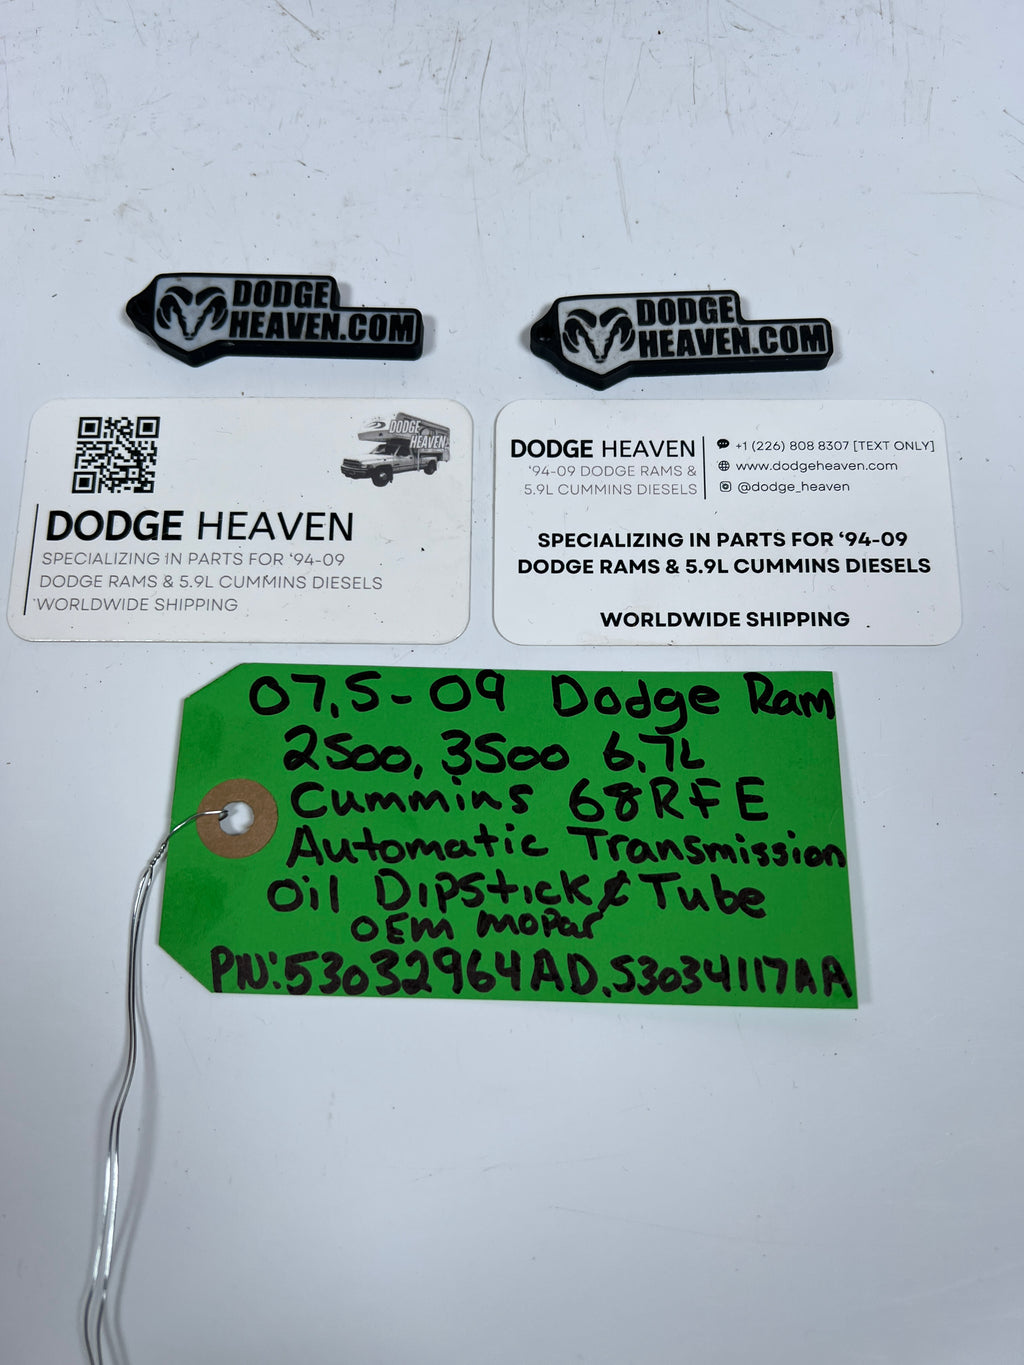 DODGE
HEAVEN.COM
DODGE
HEAVEN.COM
DODGE
HEAVEN
DODGE HEAVEN
SPECIALIZING IN PARTS FOR ‘94-09
DODGE RAMS & 5.9L CUMMINS DIESELS
WORLDWIDE SHIPPING
DODGE HEAVEN
‘94-09 DODGE RAMS &
5.9L CUMMINS DIESELS
+1 (226) 808 8307 [TEXT ONLY]
www.dodgeheaven.com
@dodge_heaven
SPECIALIZING IN PARTS FOR ‘94-09
DODGE RAMS & 5.9L CUMMINS DIESELS
WORLDWIDE SHIPPING
07.5-09 Dodge Ram
2500, 3500 6.7L
Cummins 68RFE
Automatic Transmission
Oil Dipstick & Tube
OEM Mopar
PN: 53032964AD, 53034117AA